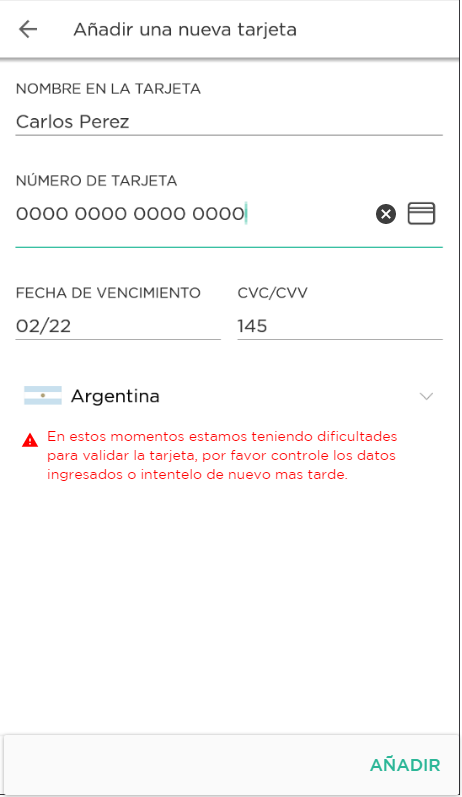 Añadir una nueva tarjeta
NOMBRE EN LA TARJETA
Carlos Perez
NÚMERO DE TARJETA
0000 0000 0000 0000
FECHA DE VENCIMIENTO
CVC/CVV
02/22
145
Argentina
En estos momentos estamos teniendo dificultades
para validar la tarjeta, por favor controle los datos
ingresados o intentelo de nuevo mas tarde.
AÑADIR